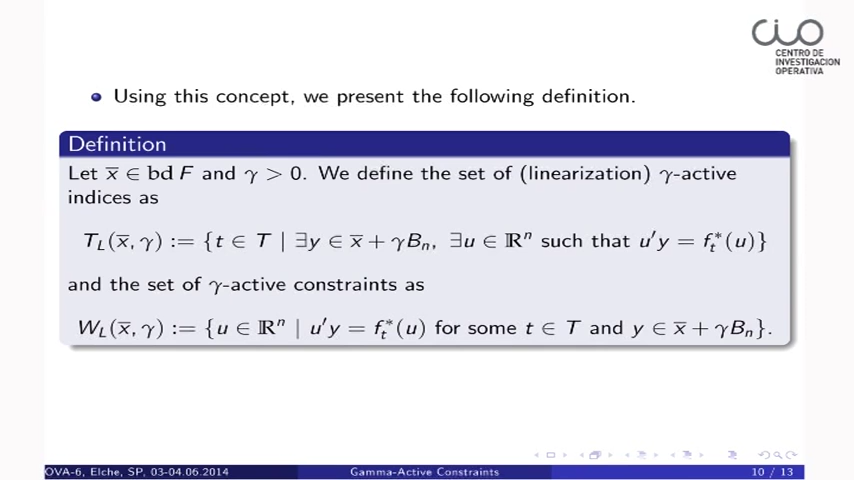 CIO
CENTRO DE
INVESTIGACION
OPERATIVA
Using this concept, we present the following definition.
Definition
Let x̅ ∈ bd F and γ > 0. We define the set of (linearization) γ-active
indices as
T_L(x̅, γ) := {t ∈ T | ∃y ∈ x̅ + γB_n, ∃u ∈ ℝⁿ such that u′y = f_t^*(u)}
and the set of γ-active constraints as
W_L(x̅, γ) := {u ∈ ℝⁿ | u′y = f_t^*(u) for some t ∈ T and y ∈ x̅ + γB_n}.
OVA-6, Elche, SP, 03-04.06.2014
Gamma-Active Constraints
10 / 13